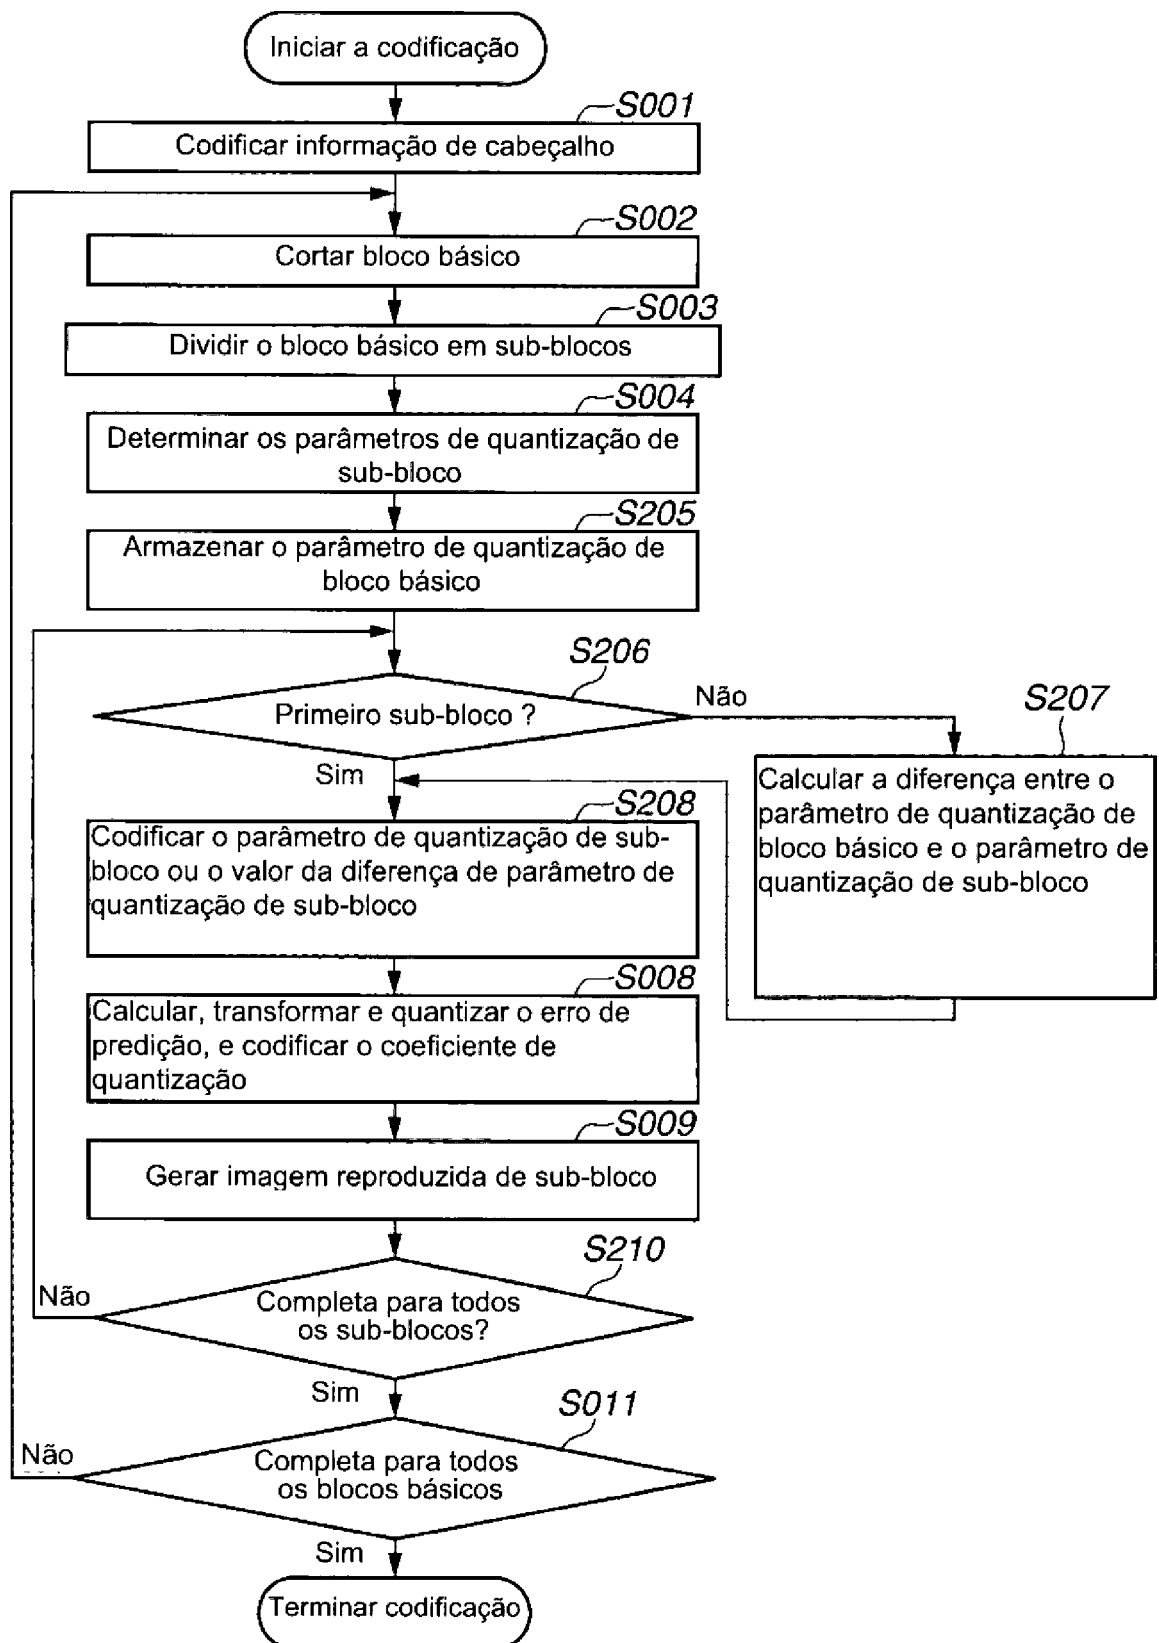 Iniciar a codificação
S001
Codificar informação de cabeçalho
S002
Cortar bloco básico
S003
Dividir o bloco básico em sub-blocos
S004
Determinar os parâmetros de quantização de
sub-bloco
S205
Armazenar o parâmetro de quantização de
bloco básico
S206
Primeiro sub-bloco ?
Não
Sim
S207
Calcular a diferença entre o
parâmetro de quantização de
bloco básico e o parâmetro de
quantização de sub-bloco
S208
Codificar o parâmetro de quantização de sub-
bloco ou o valor da diferença de parâmetro de
quantização de sub-bloco
S008
Calcular, transformar e quantizar o erro de
predição, e codificar o coeficiente de
quantização
S009
Gerar imagem reproduzida de sub-bloco
S210
Completa para todos
os sub-blocos?
Não
Sim
S011
Completa para todos
os blocos básicos
Não
Sim
Terminar codificação